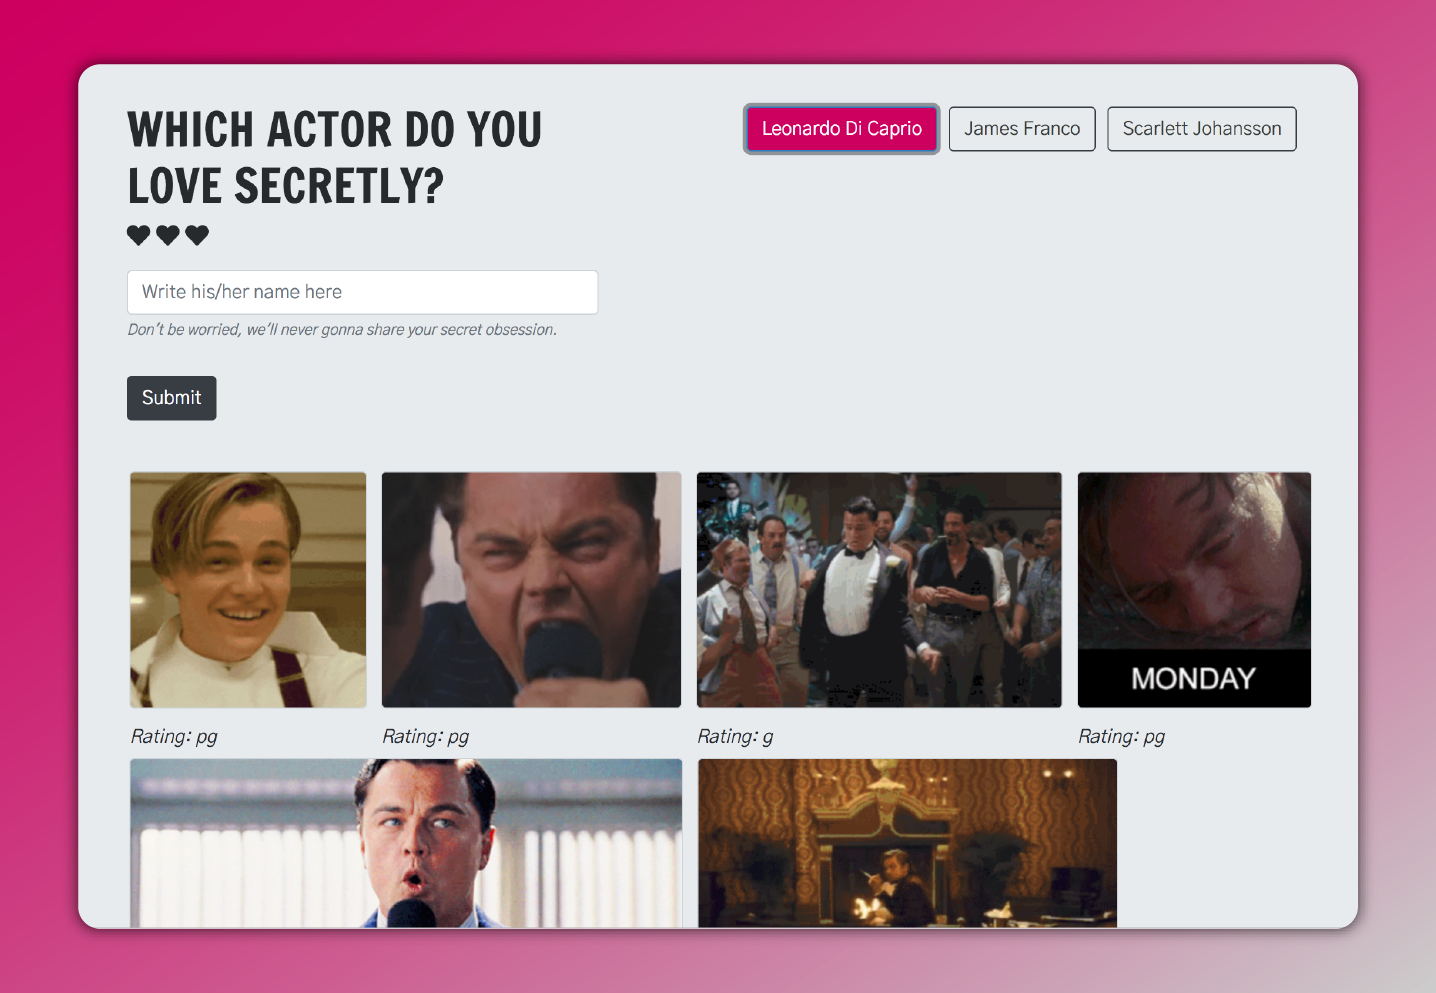 WHICH ACTOR DO YOU
LOVE SECRETLY?
Leonardo Di Caprio
James Franco
Scarlett Johansson
Write his/her name here
Don't be worried, we'll never gonna share your secret obsession.
Submit
MONDAY
Rating: pg
Rating: pg
Rating: g
Rating: pg